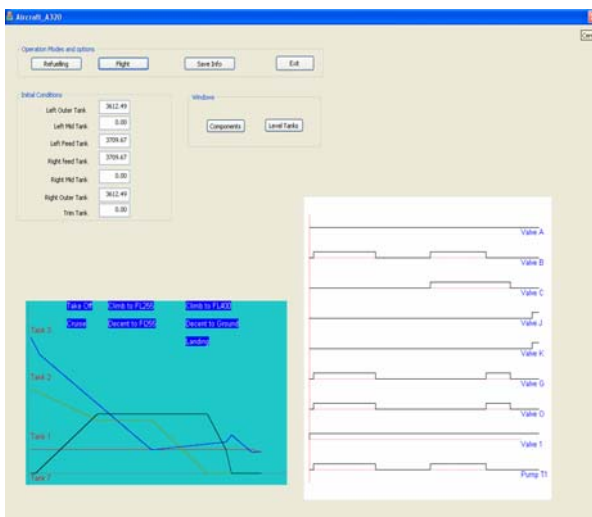 Aircraft_A320
Operation Modes and options
Refueling Flight Save Info Exit
Initial Conditions
Left Outer Tank 3612.49
Left Mid Tank 0.00
Left Feed Tank 3709.67
Right feed Tank 3709.67
Right Mid Tank 0.00
Right Outer Tank 3612.49
Trim Tank 0.00
Windows
Components Level Tanks
Take Off Climb to FL255 Climb to FL400
Cruise Decent to Fl255 Decent to Ground
Landing
Tank 3
Tank 2
Tank 1
Tank 7
Valve A
Valve B
Valve C
Valve J
Valve K
Valve G
Valve O
Valve 1
Pump T1